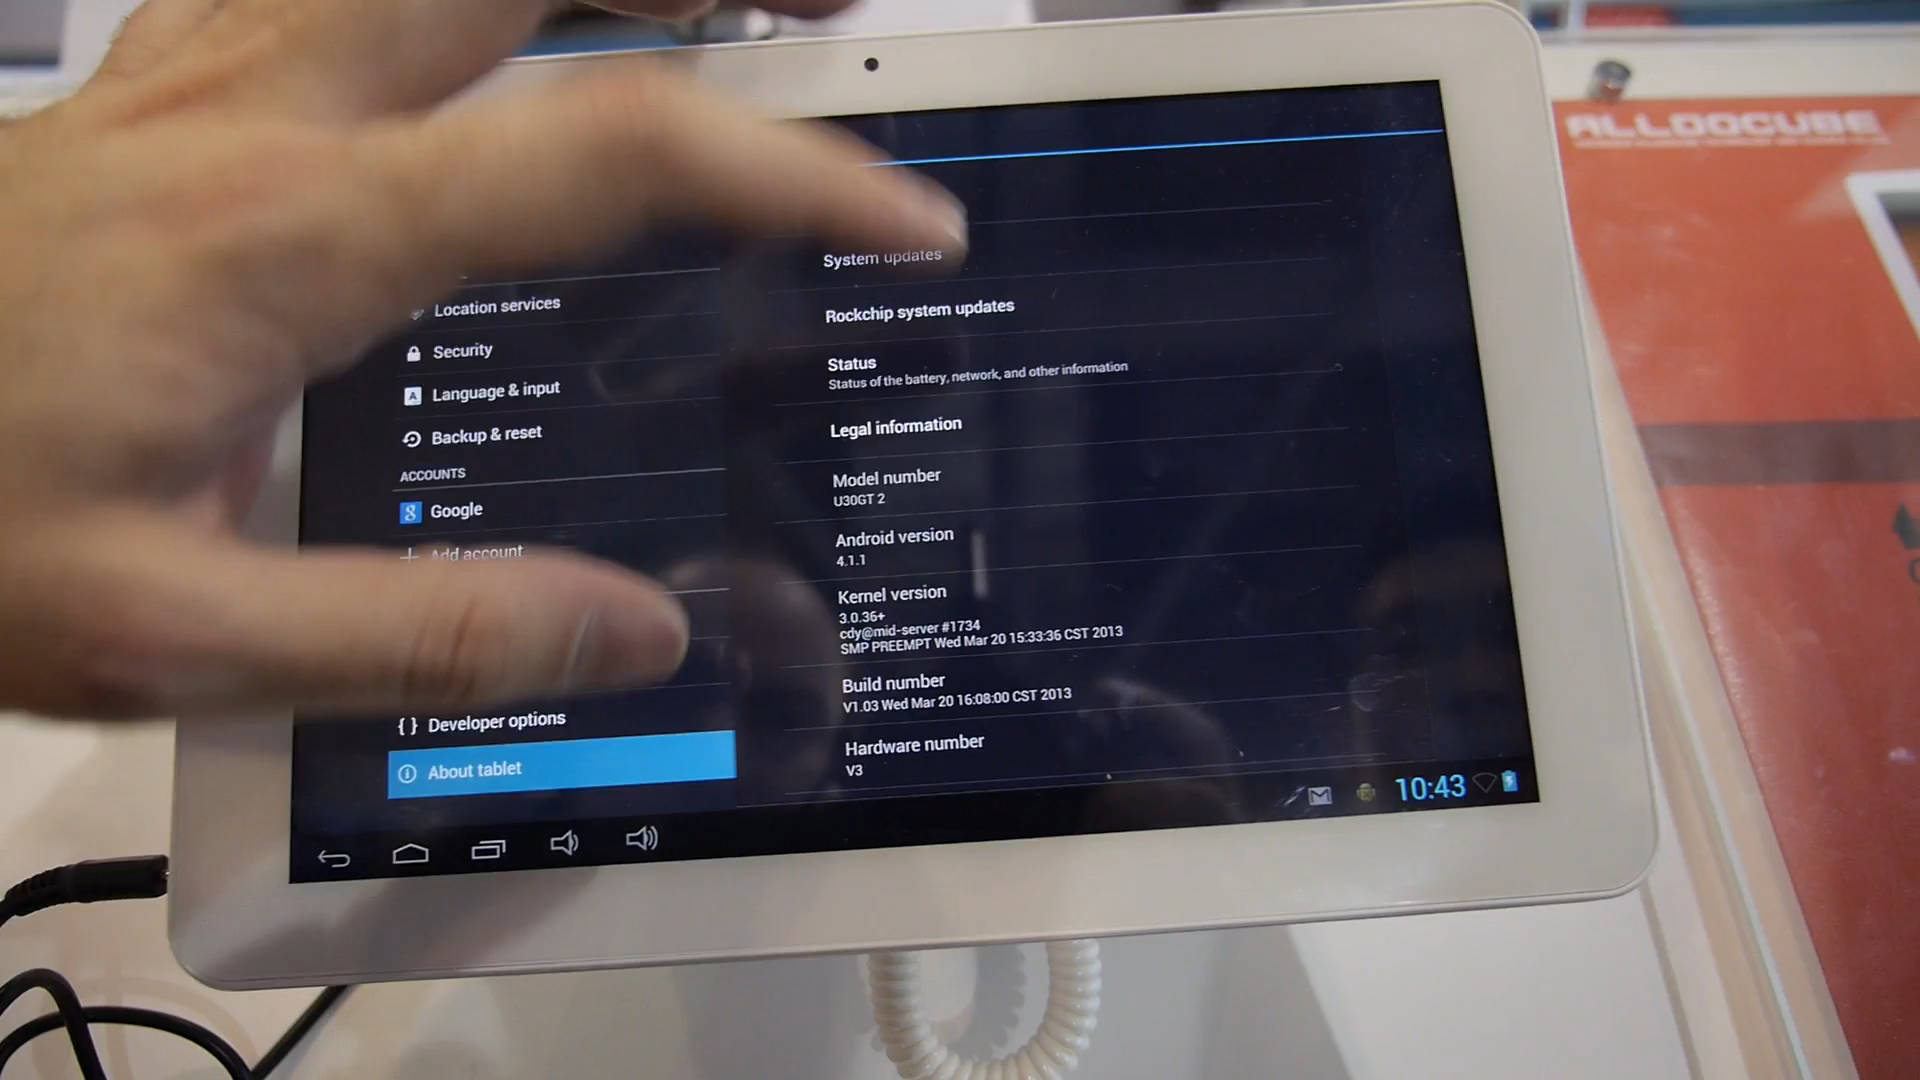 ALLDOCUBE
System updates
Location services
Rockchip system updates
Security
Status
Status of the battery, network, and other information
Language & input
Legal information
Backup & reset
ACCOUNTS
Model number
U30GT 2
Google
Android version
4.1.1
Add account
Kernel version
3.0.36+
cdy@mid-server #1734
SMP PREEMPT Wed Mar 20 15:33:36 CST 2013
Build number
V1.03 Wed Mar 20 16:08:00 CST 2013
{ } Developer options
Hardware number
V3
About tablet
10:43